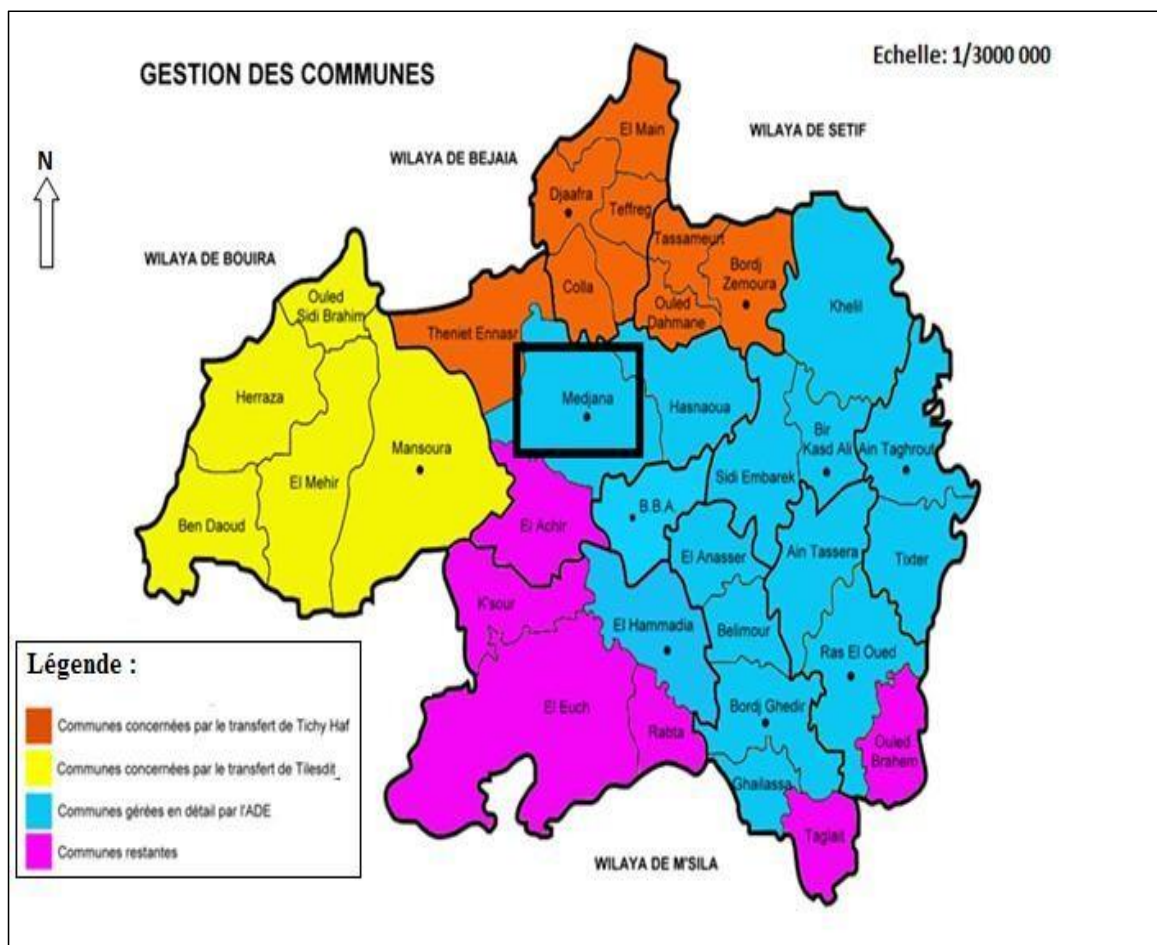 GESTION DES COMMUNES
Echelle: 1/3000 000
N
WILAYA DE BEJAIA
WILAYA DE SETIF
WILAYA DE BOUIRA
El Main
Djaafra
Teffreg
Tassameurt
Bordj
Zemoura
Colla
Ouled
Dahmane
Khelil
Ouled
Sidi Brahim
Theniet Ennasr
Herraza
Medjana
Hasnaoua
Mansoura
Bir
Kasd Ali
Ain Taghrout
El Mehir
Sidi Embarek
Ben Daoud
B.B.A.
El Achir
El Anasser
Ain Tassera
Tixter
K'sour
El Hammadia
Belimour
Ras El Oued
El Euch
Rabta
Bordj Ghedir
Ouled
Brahem
Ghailassa
Taglait
WILAYA DE M'SILA
Légende :
Communes concernées par le transfert de Tichy Haf
Communes concernées par le transfert de Tilesdit
Communes gérées en détail par l'ADE
Communes restantes